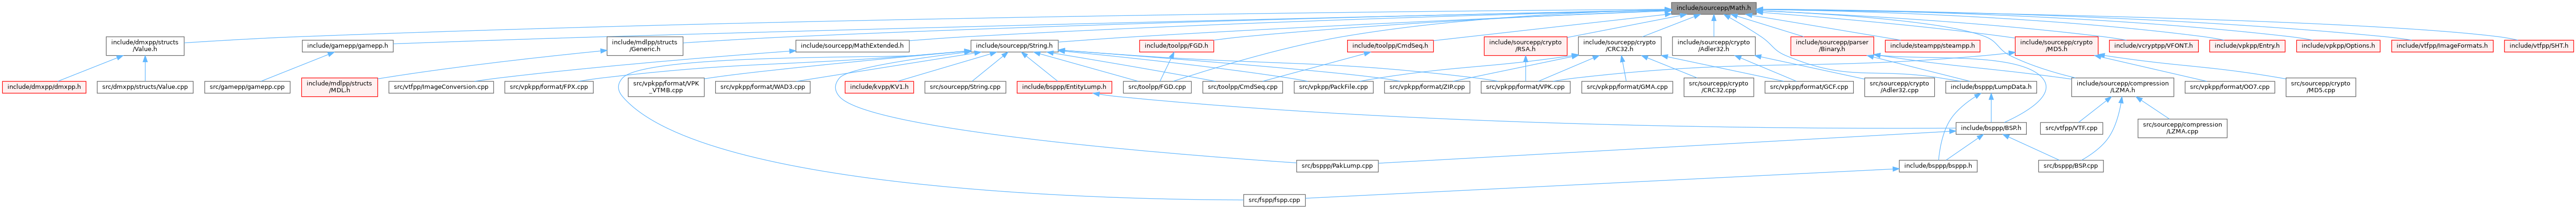 include/sourcepp/Math.h
include/dmxpp/structs
/Value.h
include/gamepp/gamepp.h
include/mdlpp/structs
/Generic.h
include/sourcepp/MathExtended.h
include/sourcepp/String.h
include/toolpp/FGD.h
include/toolpp/CmdSeq.h
include/sourcepp/crypto
/RSA.h
include/sourcepp/crypto
/CRC32.h
include/sourcepp/crypto
/Adler32.h
include/sourcepp/parser
/Binary.h
include/steampp/steampp.h
include/sourcepp/crypto
/MD5.h
include/vcryptpp/VFONT.h
include/vpkpp/Entry.h
include/vpkpp/Options.h
include/vtfpp/ImageFormats.h
include/vtfpp/SHT.h
include/dmxpp/dmxpp.h
src/dmxpp/structs/Value.cpp
src/gamepp/gamepp.cpp
include/mdlpp/structs
/MDL.h
src/vtfpp/ImageConversion.cpp
src/vpkpp/format/FPX.cpp
src/vpkpp/format/VPK
_VTMB.cpp
src/vpkpp/format/WAD3.cpp
include/kvpp/KV1.h
src/sourcepp/String.cpp
include/bsppp/EntityLump.h
src/toolpp/FGD.cpp
src/toolpp/CmdSeq.cpp
src/vpkpp/PackFile.cpp
src/vpkpp/format/ZIP.cpp
src/vpkpp/format/VPK.cpp
src/vpkpp/format/GMA.cpp
src/sourcepp/crypto
/CRC32.cpp
src/vpkpp/format/GCF.cpp
src/sourcepp/crypto
/Adler32.cpp
include/bsppp/LumpData.h
include/sourcepp/compression
/LZMA.h
src/vpkpp/format/OO7.cpp
src/sourcepp/crypto
/MD5.cpp
include/bsppp/BSP.h
src/vtfpp/VTF.cpp
src/sourcepp/compression
/LZMA.cpp
src/bsppp/PakLump.cpp
include/bsppp/bsppp.h
src/bsppp/BSP.cpp
src/fspp/fspp.cpp